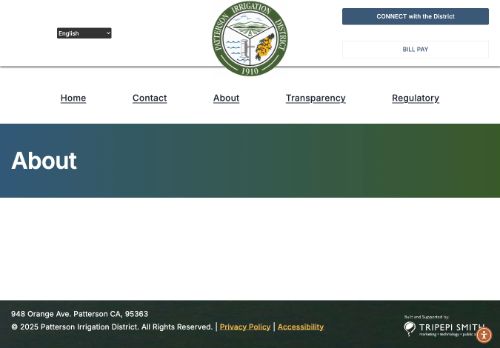 English
PATTERSON IRRIGATION DISTRICT
1910
CONNECT with the District
BILL PAY
Home
Contact
About
Transparency
Regulatory
About
948 Orange Ave. Patterson CA, 95363
© 2025 Patterson Irrigation District. All Rights Reserved. | Privacy Policy | Accessibility
Built and Supported by:
TRIPEPI SMITH
marketing • technology • public